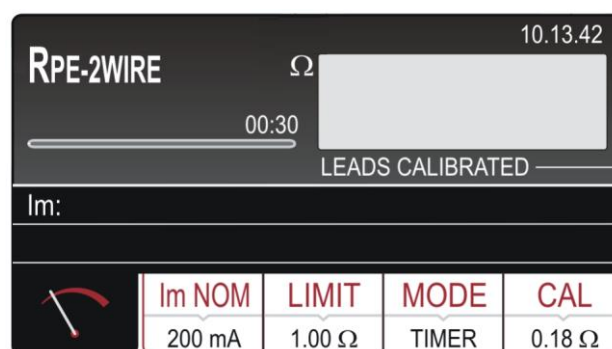 10.13.42
RPE-2WIRE
Ω
00:30
LEADS CALIBRATED
Im:
Im NOM LIMIT MODE CAL
200 mA 1.00 Ω TIMER 0.18 Ω